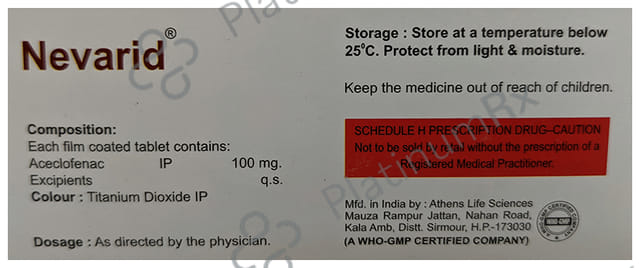 Nevarid®
Composition:
Each film coated tablet contains:
Aceclofenac IP 100 mg.
Excipients q.s.
Colour : Titanium Dioxide IP
Dosage : As directed by the physician.
Storage : Store at a temperature below
25⁰C. Protect from light & moisture.
Keep the medicine out of reach of children.
SCHEDULE H PRESCRIPTION DRUG–CAUTION
Not to be sold by retail without the prescription of a
Registered Medical Practitioner.
Mfd. in India by : Athens Life Sciences
Mauza Rampur Jattan, Nahan Road,
Kala Amb, Distt. Sirmour, H.P.-173030
(A WHO-GMP CERTIFIED COMPANY)
WHO-GMP
PlatinumRx